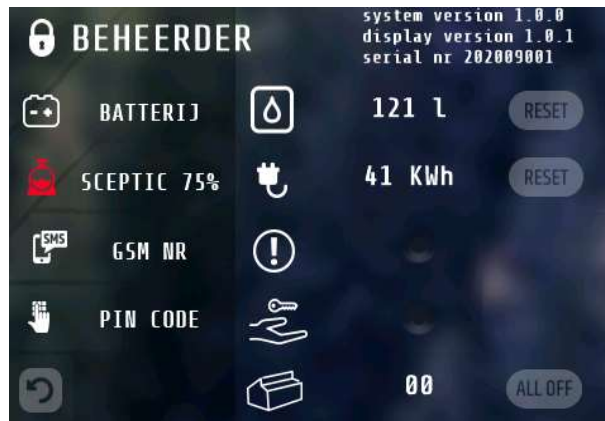 BEHEERDER
system version 1.0.0
display version 1.0.1
serial nr 202009001
BATTERIJ
121 l
RESET
SCEPTIC 75%
41 KWh
RESET
SMS
GSM NR
PIN CODE
00
ALL OFF